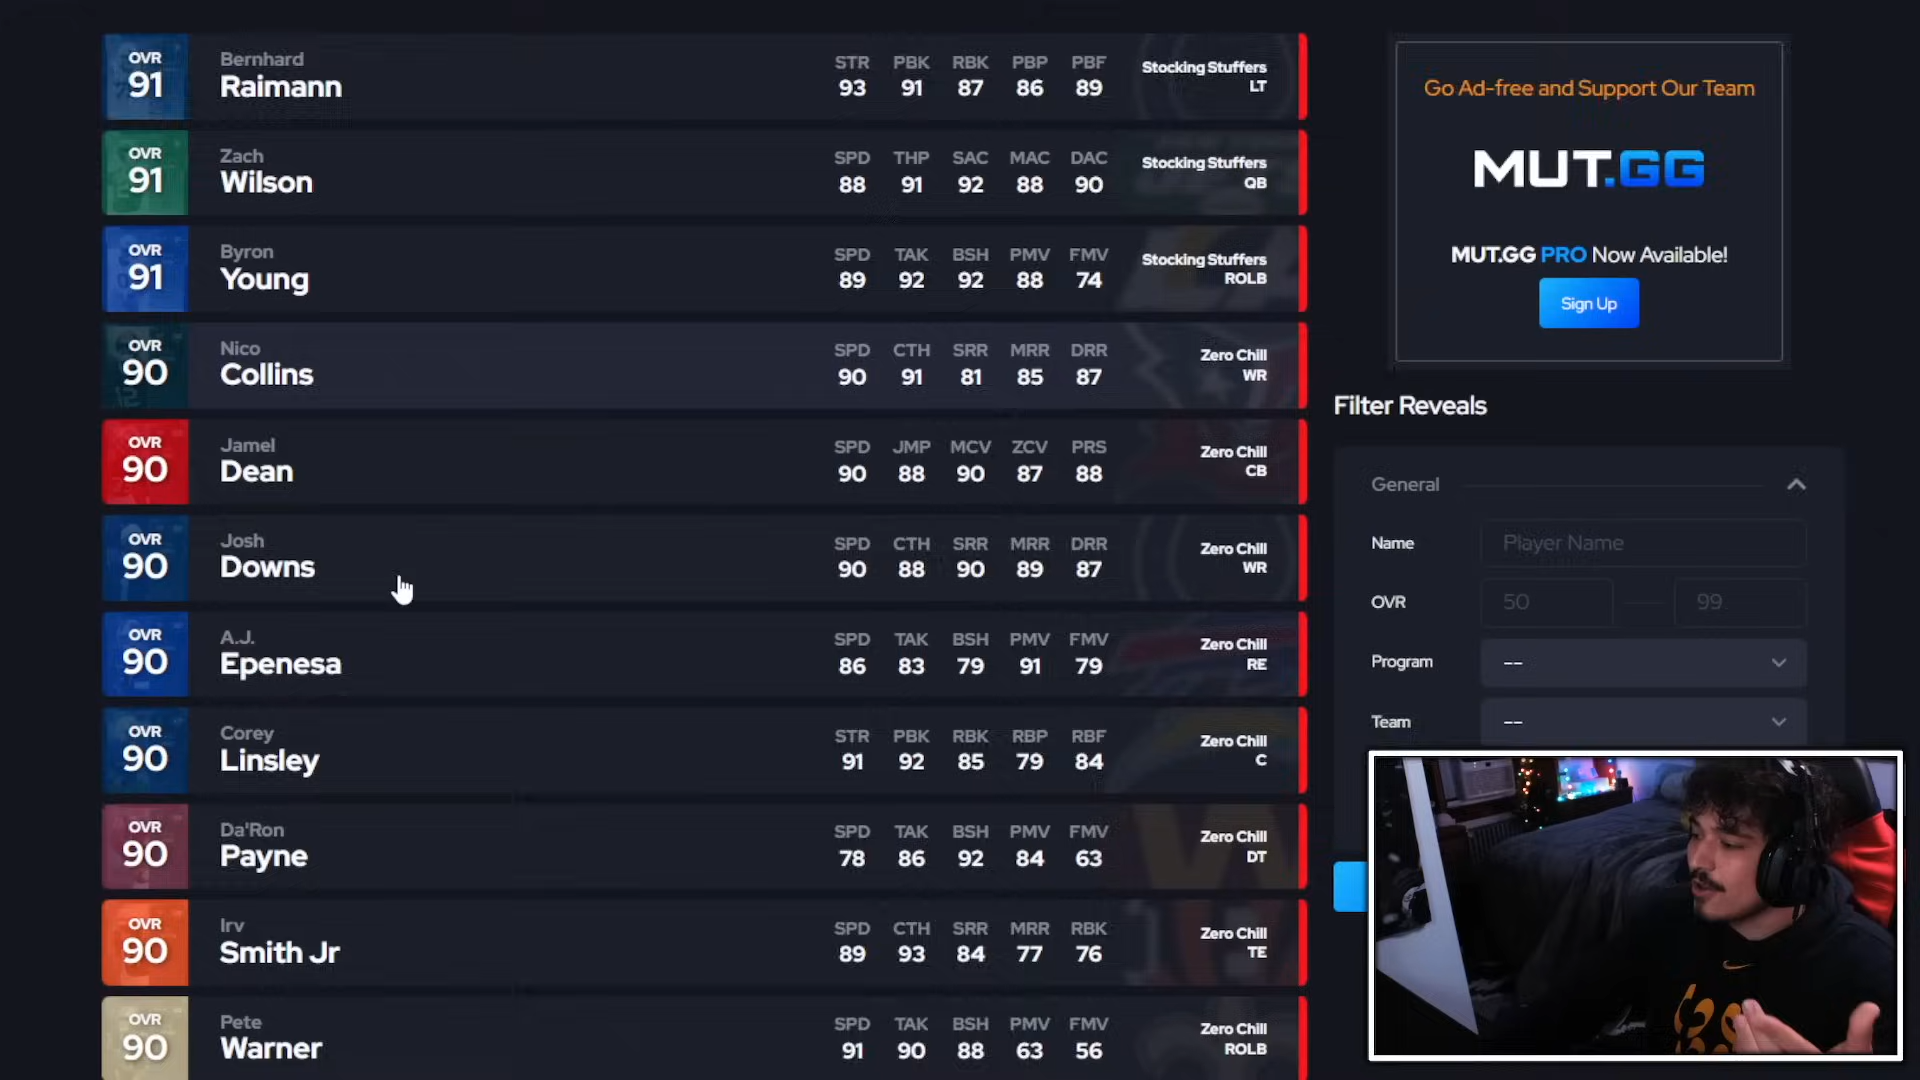 OVR
91
Bernhard
Raimann
STR PBK RBK PBP PBF
93 91 87 86 89
Stocking Stuffers
LT
OVR
91
Zach
Wilson
SPD THP SAC MAC DAC
88 91 92 88 90
Stocking Stuffers
QB
OVR
91
Byron
Young
SPD TAK BSH PMV FMV
89 92 92 88 74
Stocking Stuffers
ROLB
OVR
90
Nico
Collins
SPD CTH SRR MRR DRR
90 91 81 85 87
Zero Chill
WR
OVR
90
Jamel
Dean
SPD JMP MCV ZCV PRS
90 88 90 87 88
Zero Chill
CB
OVR
90
Josh
Downs
SPD CTH SRR MRR DRR
90 88 90 89 87
Zero Chill
WR
OVR
90
A.J.
Epenesa
SPD TAK BSH PMV FMV
86 83 79 91 79
Zero Chill
RE
OVR
90
Corey
Linsley
STR PBK RBK RBP RBF
91 92 85 79 84
Zero Chill
C
OVR
90
Da'Ron
Payne
SPD TAK BSH PMV FMV
78 86 92 84 63
Zero Chill
DT
OVR
90
Irv
Smith Jr
SPD CTH SRR MRR RBK
89 93 84 77 76
Zero Chill
TE
OVR
90
Pete
Warner
SPD TAK BSH PMV FMV
91 90 88 63 56
Zero Chill
ROLB
Go Ad-free and Support Our Team
MUT.GG
MUT.GG PRO Now Available!
Sign Up
Filter Reveals
General
Name Player Name
OVR 50 99
Program --
Team --